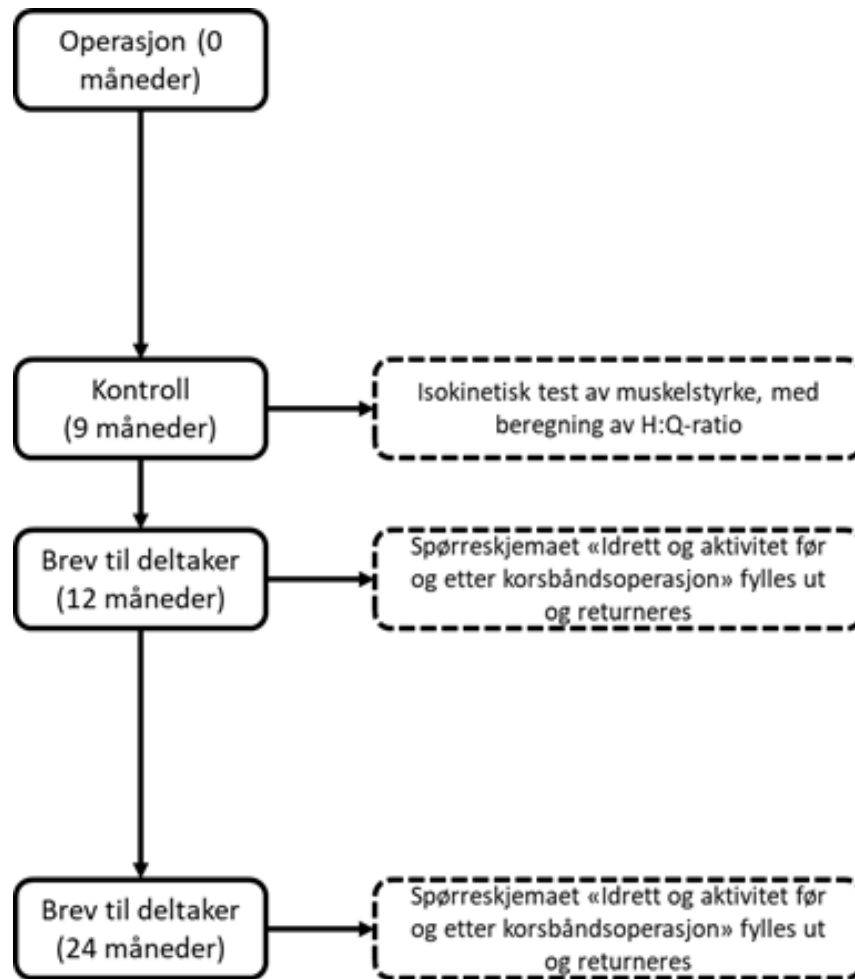 Operasjon (0
måneder)
Kontroll
(9 måneder)
Isokinetisk test av muskelstyrke, med
beregning av H:Q-ratio
Brev til deltaker
(12 måneder)
Spørreskjemaet «Idrett og aktivitet før
og etter korsbåndsoperasjon» fylles ut
og returneres
Brev til deltaker
(24 måneder)
Spørreskjemaet «Idrett og aktivitet før
og etter korsbåndsoperasjon» fylles ut
og returneres